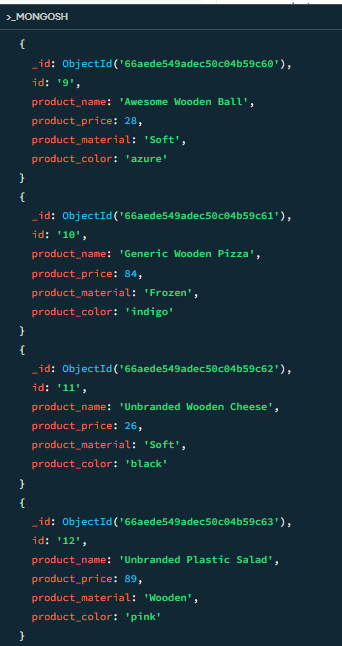 >_MONGOSH
{
_id: ObjectId('66aede549adec50c04b59c60'),
id: '9',
product_name: 'Awesome Wooden Ball',
product_price: 28,
product_material: 'Soft',
product_color: 'azure'
}
{
_id: ObjectId('66aede549adec50c04b59c61'),
id: '10',
product_name: 'Generic Wooden Pizza',
product_price: 84,
product_material: 'Frozen',
product_color: 'indigo'
}
{
_id: ObjectId('66aede549adec50c04b59c62'),
id: '11',
product_name: 'Unbranded Wooden Cheese',
product_price: 26,
product_material: 'Soft',
product_color: 'black'
}
{
_id: ObjectId('66aede549adec50c04b59c63'),
id: '12',
product_name: 'Unbranded Plastic Salad',
product_price: 89,
product_material: 'Wooden',
product_color: 'pink'
}